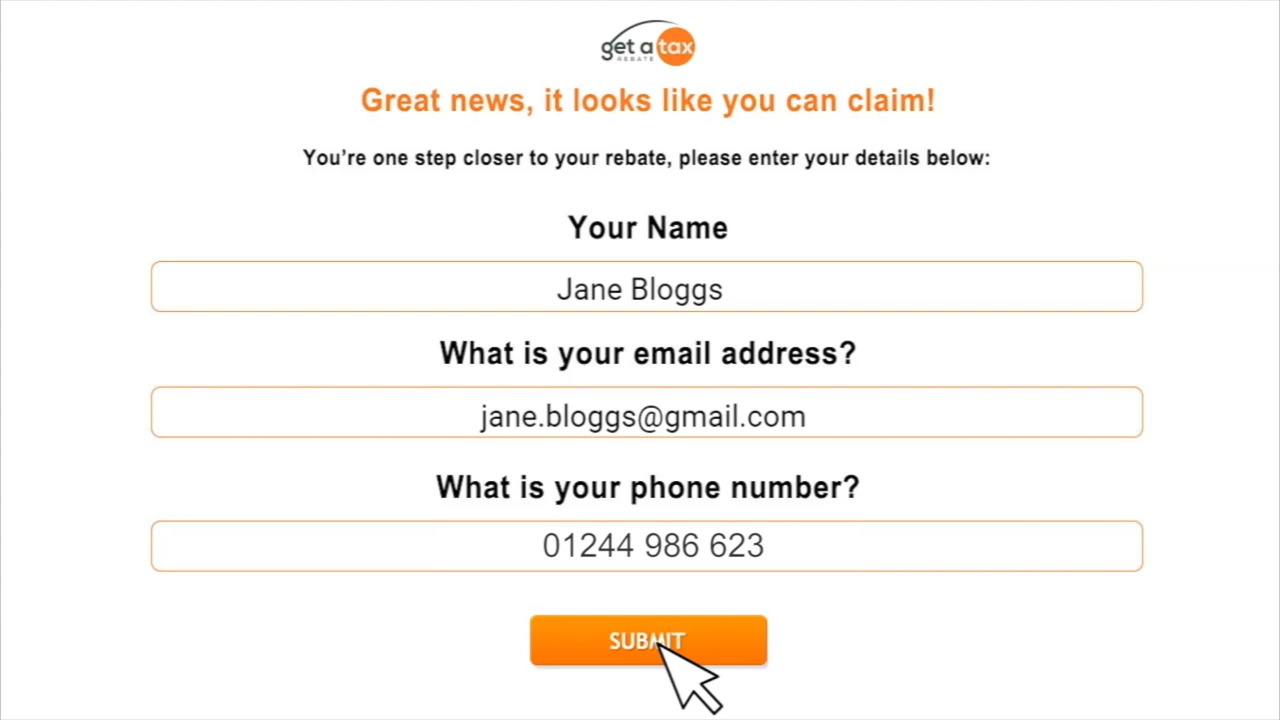 get a tax
REBATE
Great news, it looks like you can claim!
You're one step closer to your rebate, please enter your details below:
Your Name
Jane Bloggs
What is your email address?
jane.bloggs@gmail.com
What is your phone number?
01244 986 623
SUBMIT